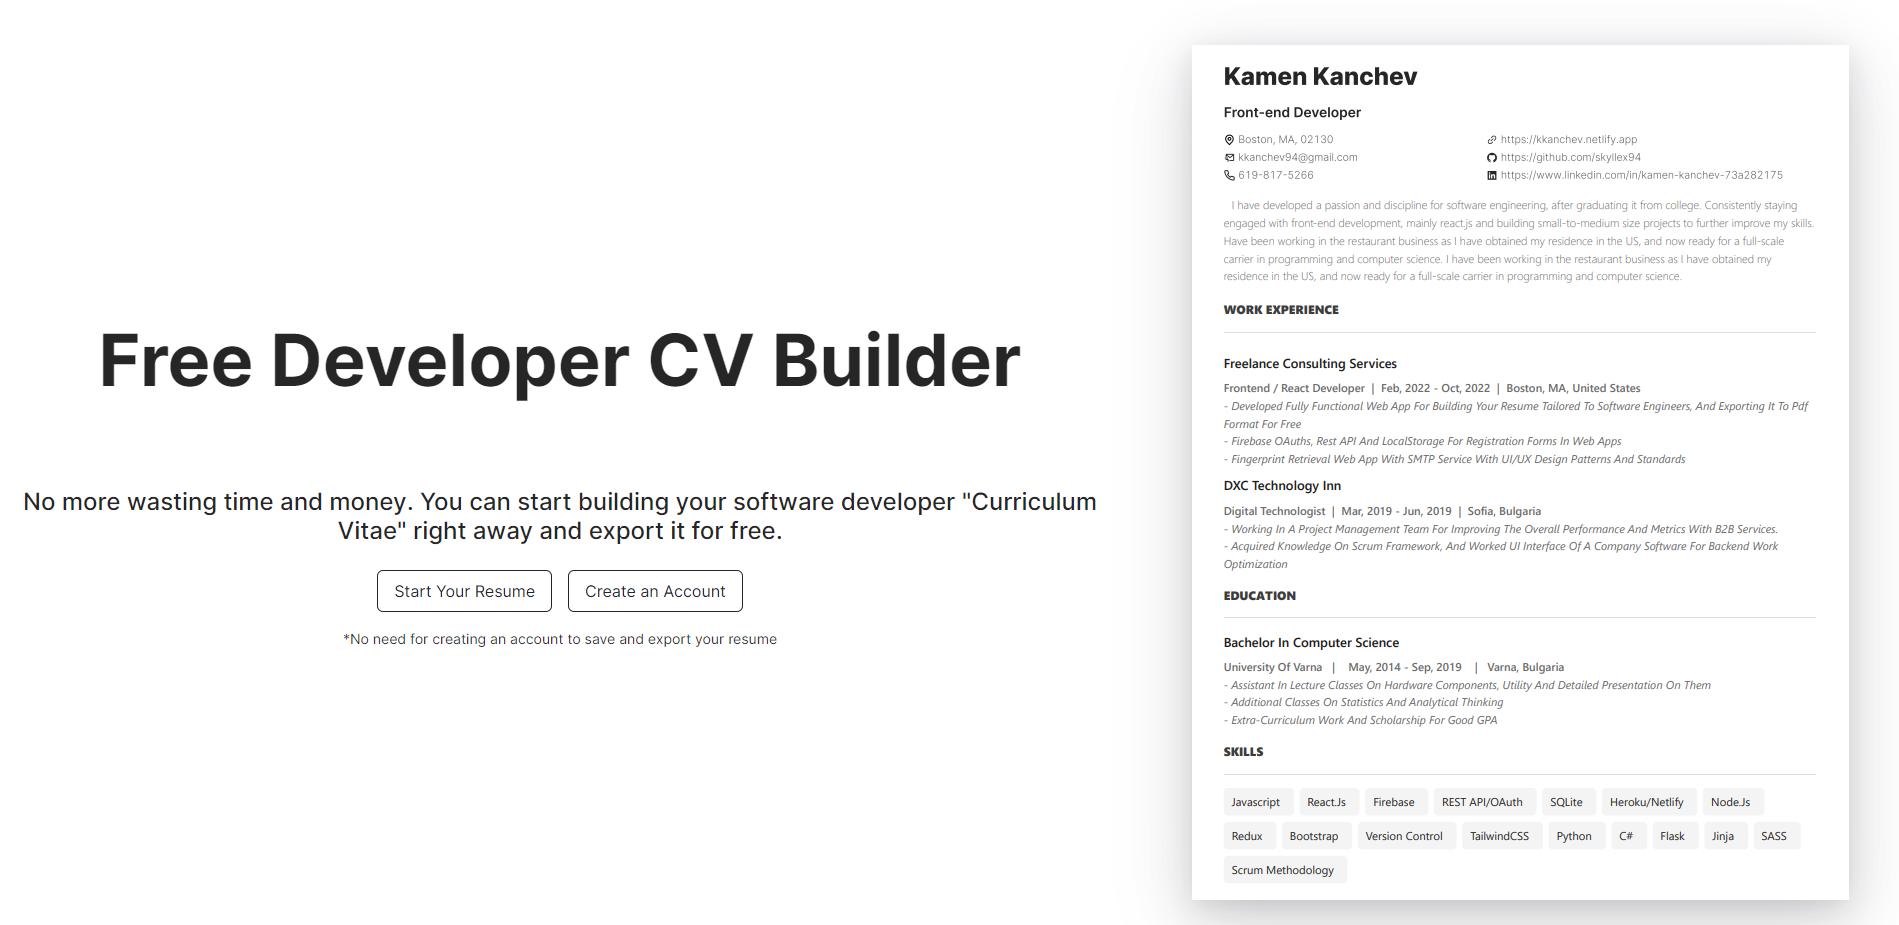 Free Developer CV Builder
No more wasting time and money. You can start building your software developer "Curriculum
Vitae" right away and export it for free.
Start Your Resume
Create an Account
*No need for creating an account to save and export your resume
Kamen Kanchev
Front-end Developer
Boston, MA, 02130
kkanchev94@gmail.com
619-817-5266
https://kkanchev.netlify.app
https://github.com/skyllex94
https://www.linkedin.com/in/kamen-kanchev-73a282175
I have developed a passion and discipline for software engineering, after graduating it from college. Consistently staying
engaged with front-end development, mainly react.js and building small-to-medium size projects to further improve my skills.
Have been working in the restaurant business as I have obtained my residence in the US, and now ready for a full-scale
carrier in programming and computer science. I have been working in the restaurant business as I have obtained my
residence in the US, and now ready for a full-scale carrier in programming and computer science.
WORK EXPERIENCE
Freelance Consulting Services
Frontend / React Developer | Feb, 2022 - Oct, 2022 | Boston, MA, United States
- Developed Fully Functional Web App For Building Your Resume Tailored To Software Engineers, And Exporting It To Pdf
Format For Free
- Firebase OAuths, Rest API And LocalStorage For Registration Forms In Web Apps
- Fingerprint Retrieval Web App With SMTP Service With UI/UX Design Patterns And Standards
DXC Technology Inn
Digital Technologist | Mar, 2019 - Jun, 2019 | Sofia, Bulgaria
- Working In A Project Management Team For Improving The Overall Performance And Metrics With B2B Services.
- Acquired Knowledge On Scrum Framework, And Worked UI Interface Of A Company Software For Backend Work
Optimization
EDUCATION
Bachelor In Computer Science
University Of Varna | May, 2014 - Sep, 2019 | Varna, Bulgaria
- Assistant In Lecture Classes On Hardware Components, Utility And Detailed Presentation On Them
- Additional Classes On Statistics And Analytical Thinking
- Extra-Curriculum Work And Scholarship For Good GPA
SKILLS
Javascript React.Js Firebase REST API/OAuth SQLite Heroku/Netlify Node.Js
Redux Bootstrap Version Control TailwindCSS Python C# Flask Jinja SASS
Scrum Methodology